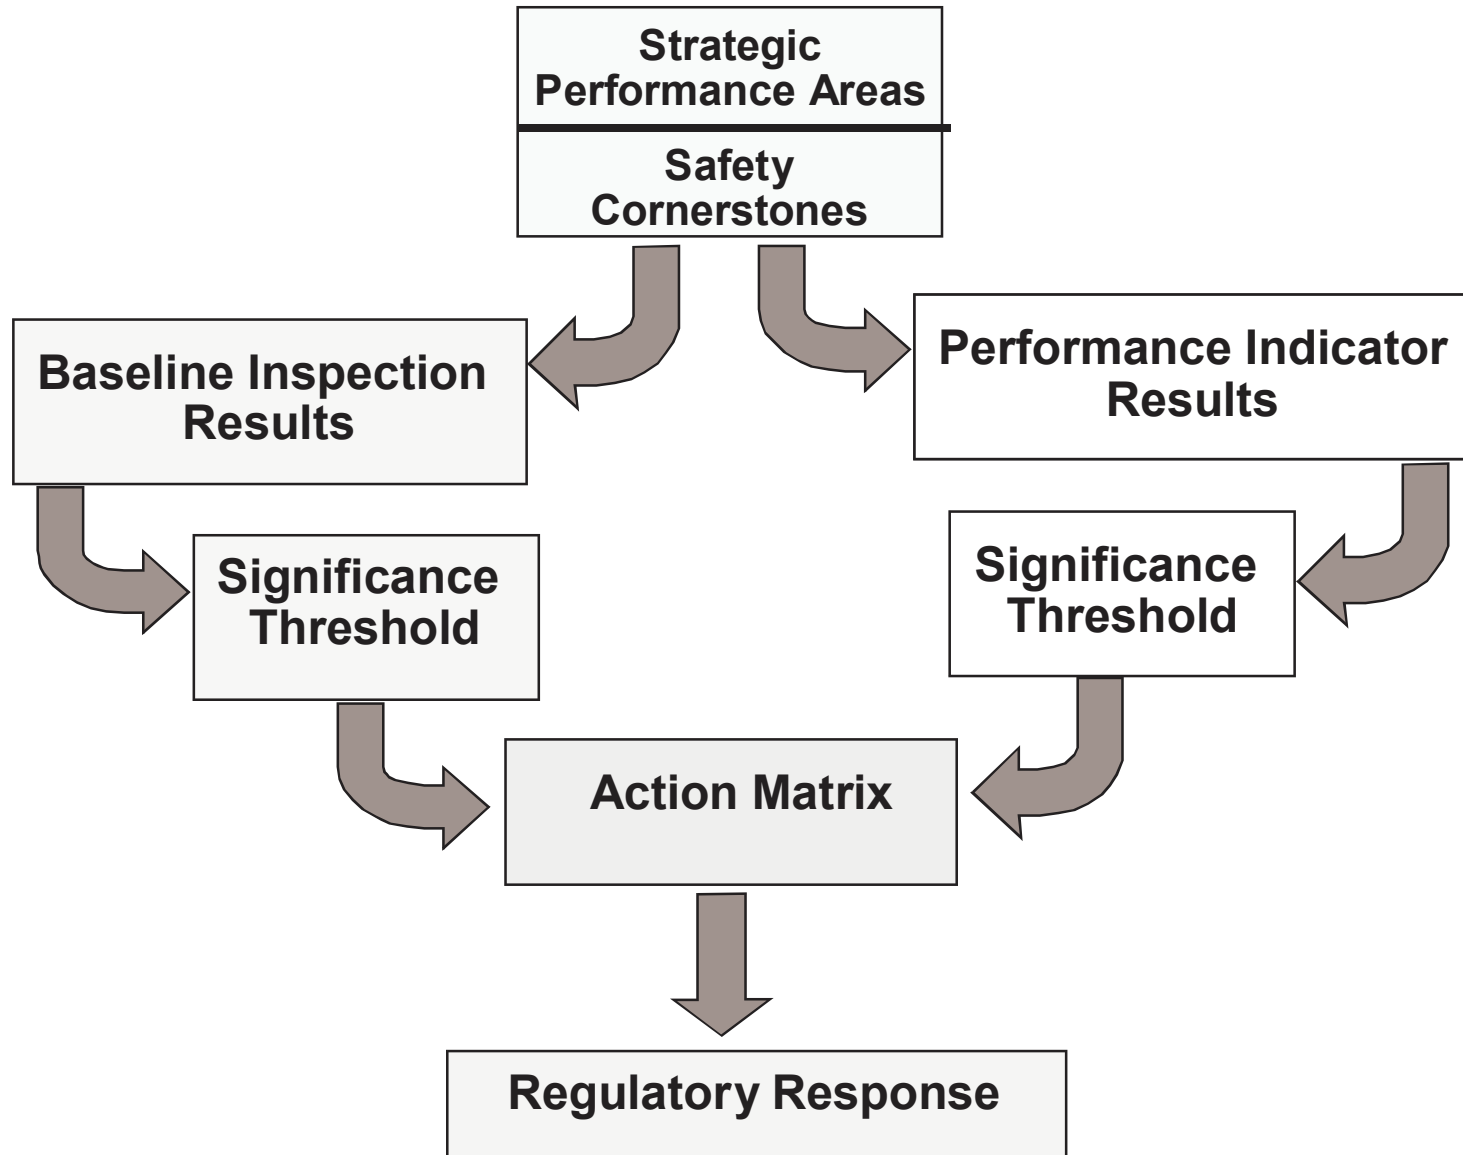 Strategic
Performance Areas
Safety
Cornerstones
Baseline Inspection
Results
Performance Indicator
Results
Significance
Threshold
Significance
Threshold
Action Matrix
Regulatory Response